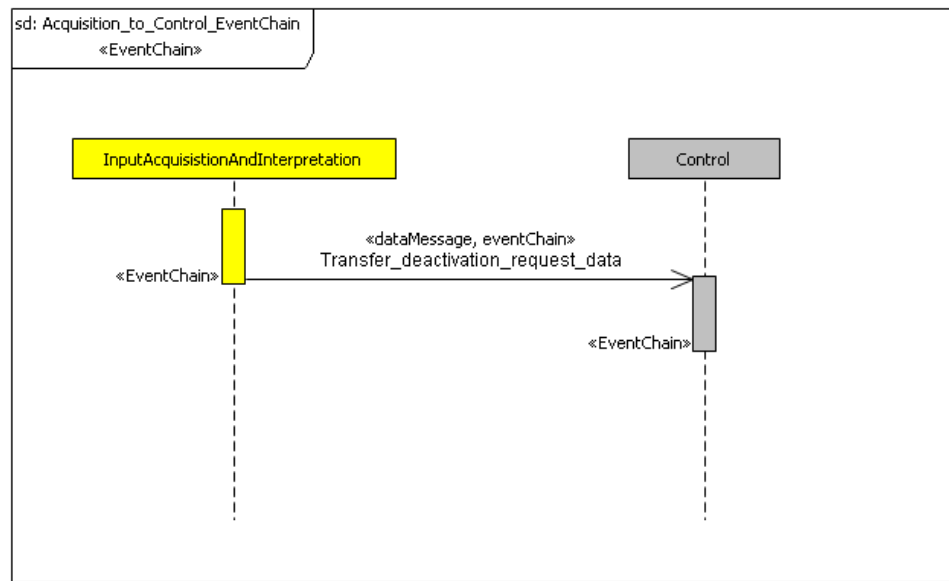 sd: Acquisition_to_Control_EventChain
«EventChain»
InputAcquisistionAndInterpretation
Control
«dataMessage, eventChain»
Transfer_deactivation_request_data
«EventChain»
«EventChain»